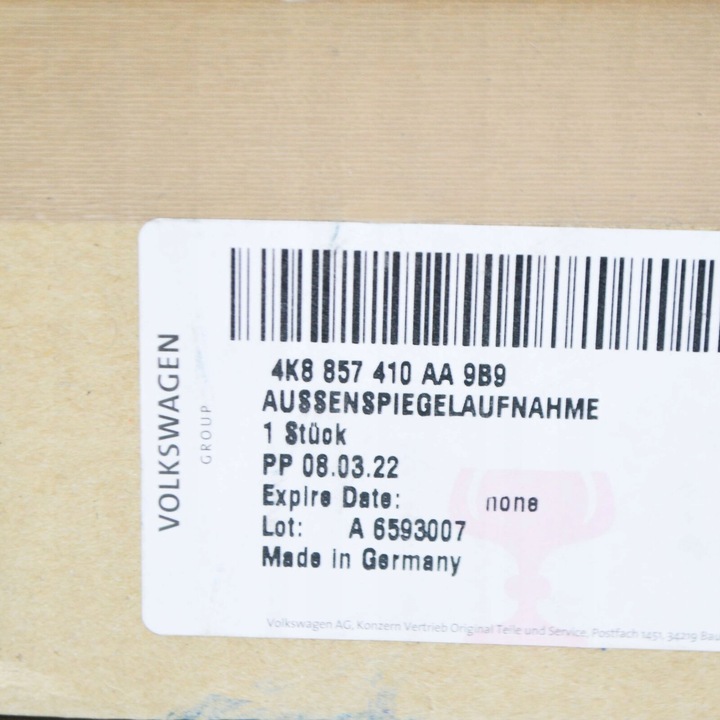 VOLKSWAGEN
GROUP
4K8 857 410 AA 9B9
AUSSENSPIEGELAUFNAHME
1 Stück
PP 08.03.22
Expire Date: none
Lot: A 6593007
Made in Germany
Volkswagen AG, Konzern Vertrieb Original Teile und Service, Postfach 1451, 34219 Bau